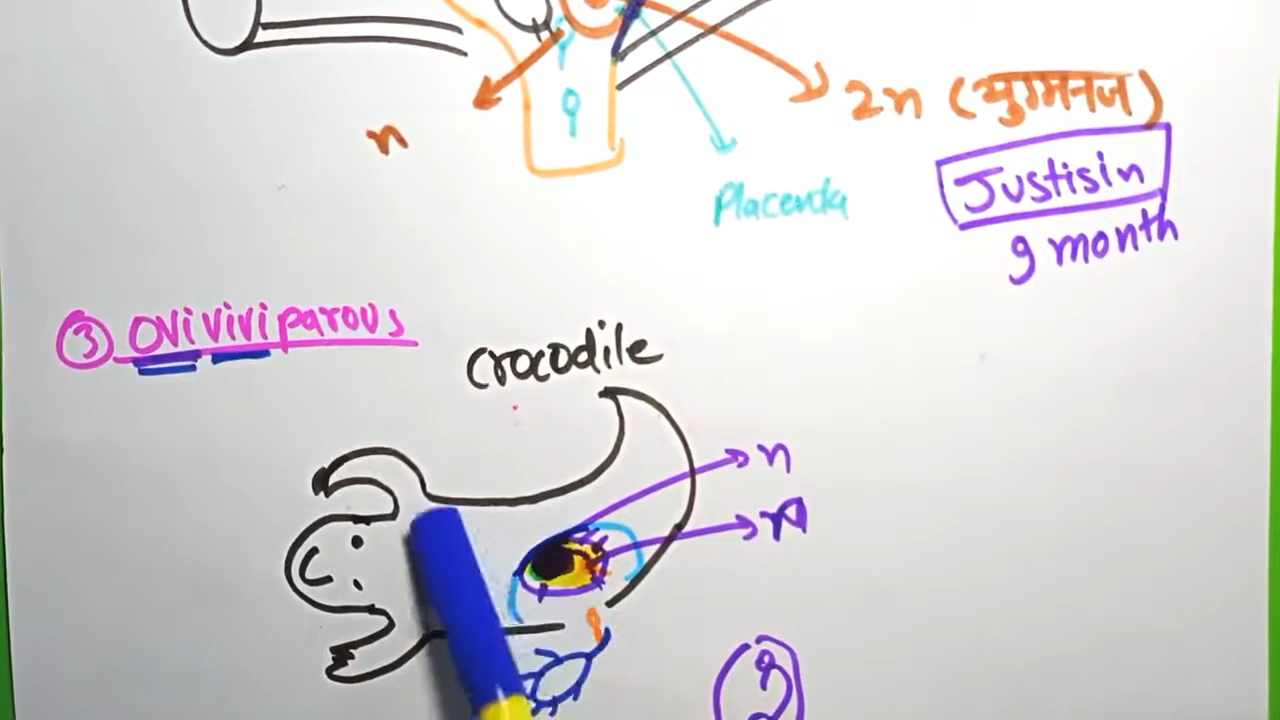 2n (युग्मनज)
n
Placenta
Justisin
9 month
③ Oviviviparous
crocodile
n